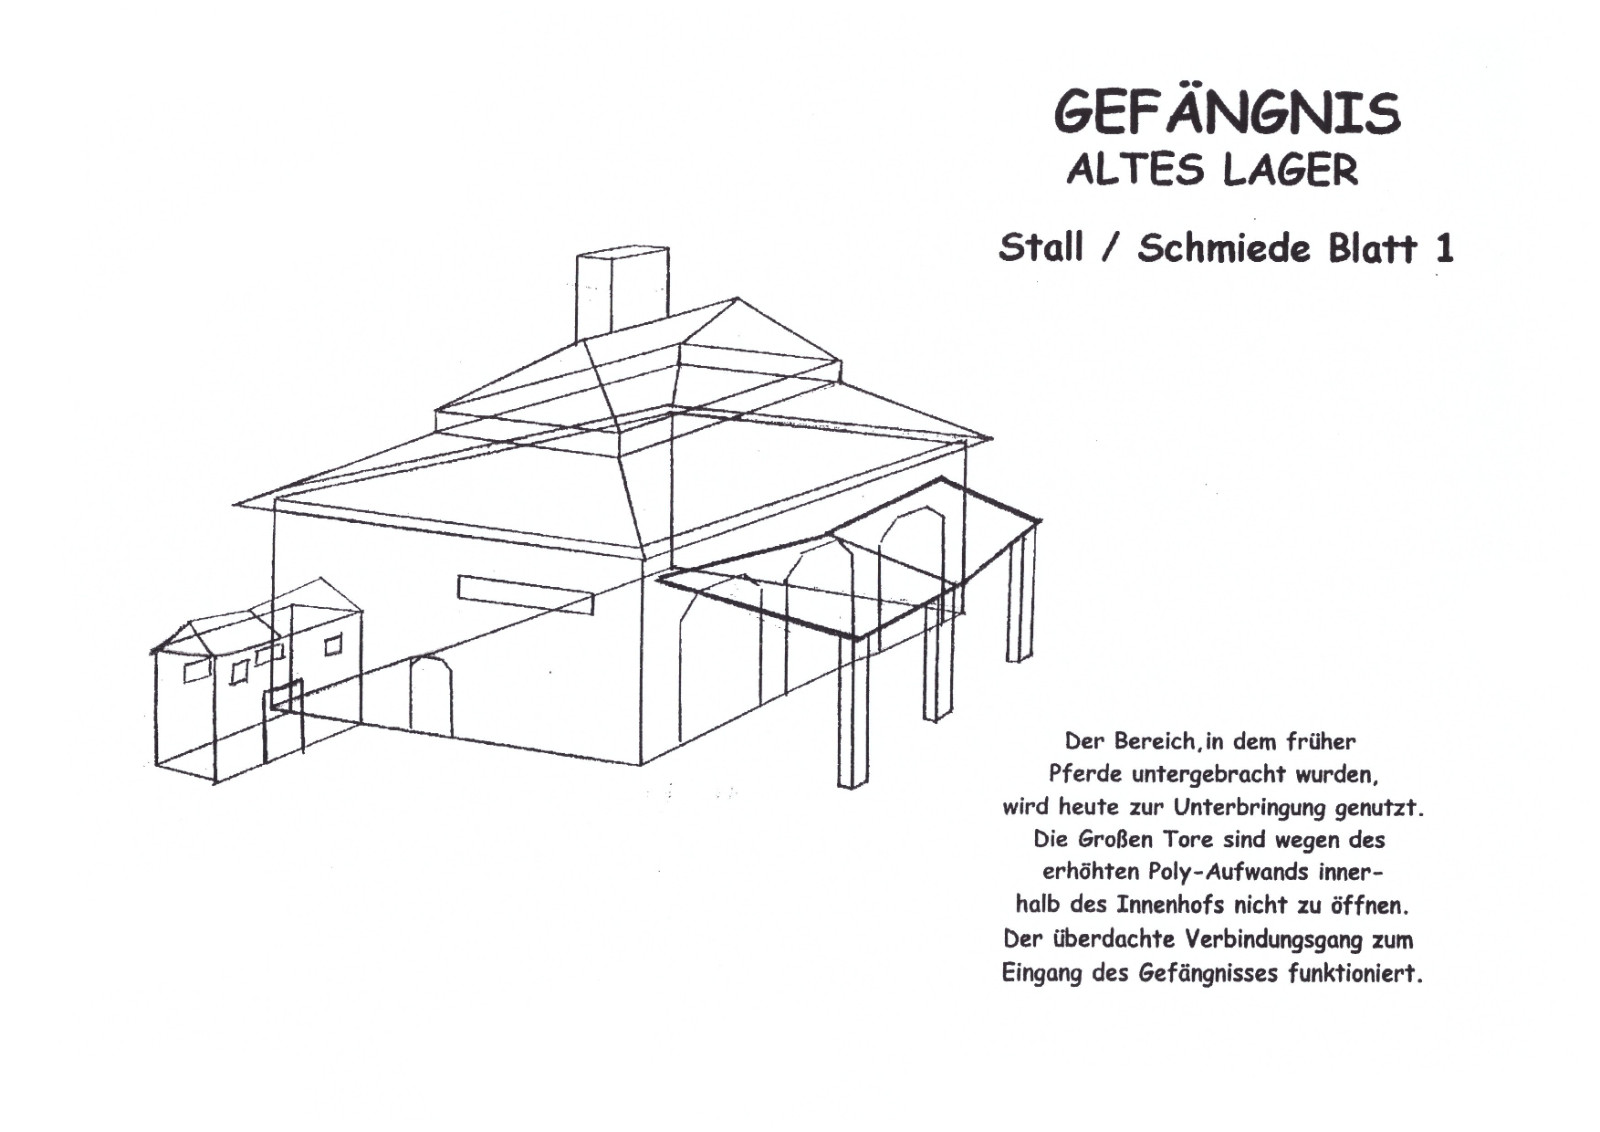 GEFÄNGNIS
ALTES LAGER
Stall / Schmiede Blatt 1
Der Bereich, in dem früher
Pferde untergebracht wurden,
wird heute zur Unterbringung genutzt.
Die Großen Tore sind wegen des
erhöhten Poly-Aufwands inner-
halb des Innenhofs nicht zu öffnen.
Der überdachte Verbindungsgang zum
Eingang des Gefängnisses funktioniert.